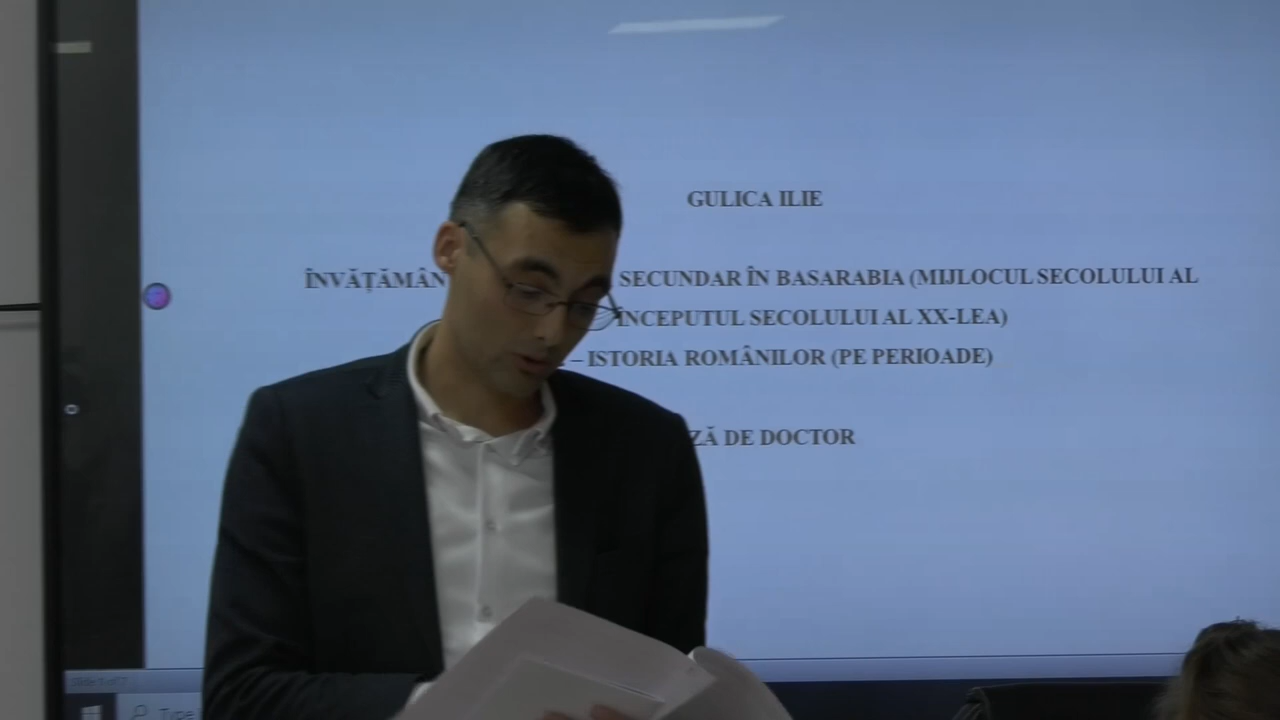 GULICA ILIE
ÎNVĂȚĂMÂN SECUNDAR ÎN BASARABIA (MIJLOCUL SECOLULUI AL
ÎNCEPUTUL SECOLULUI AL XX-LEA)
– ISTORIA ROMÂNILOR (PE PERIOADE)
ZĂ DE DOCTOR
Type